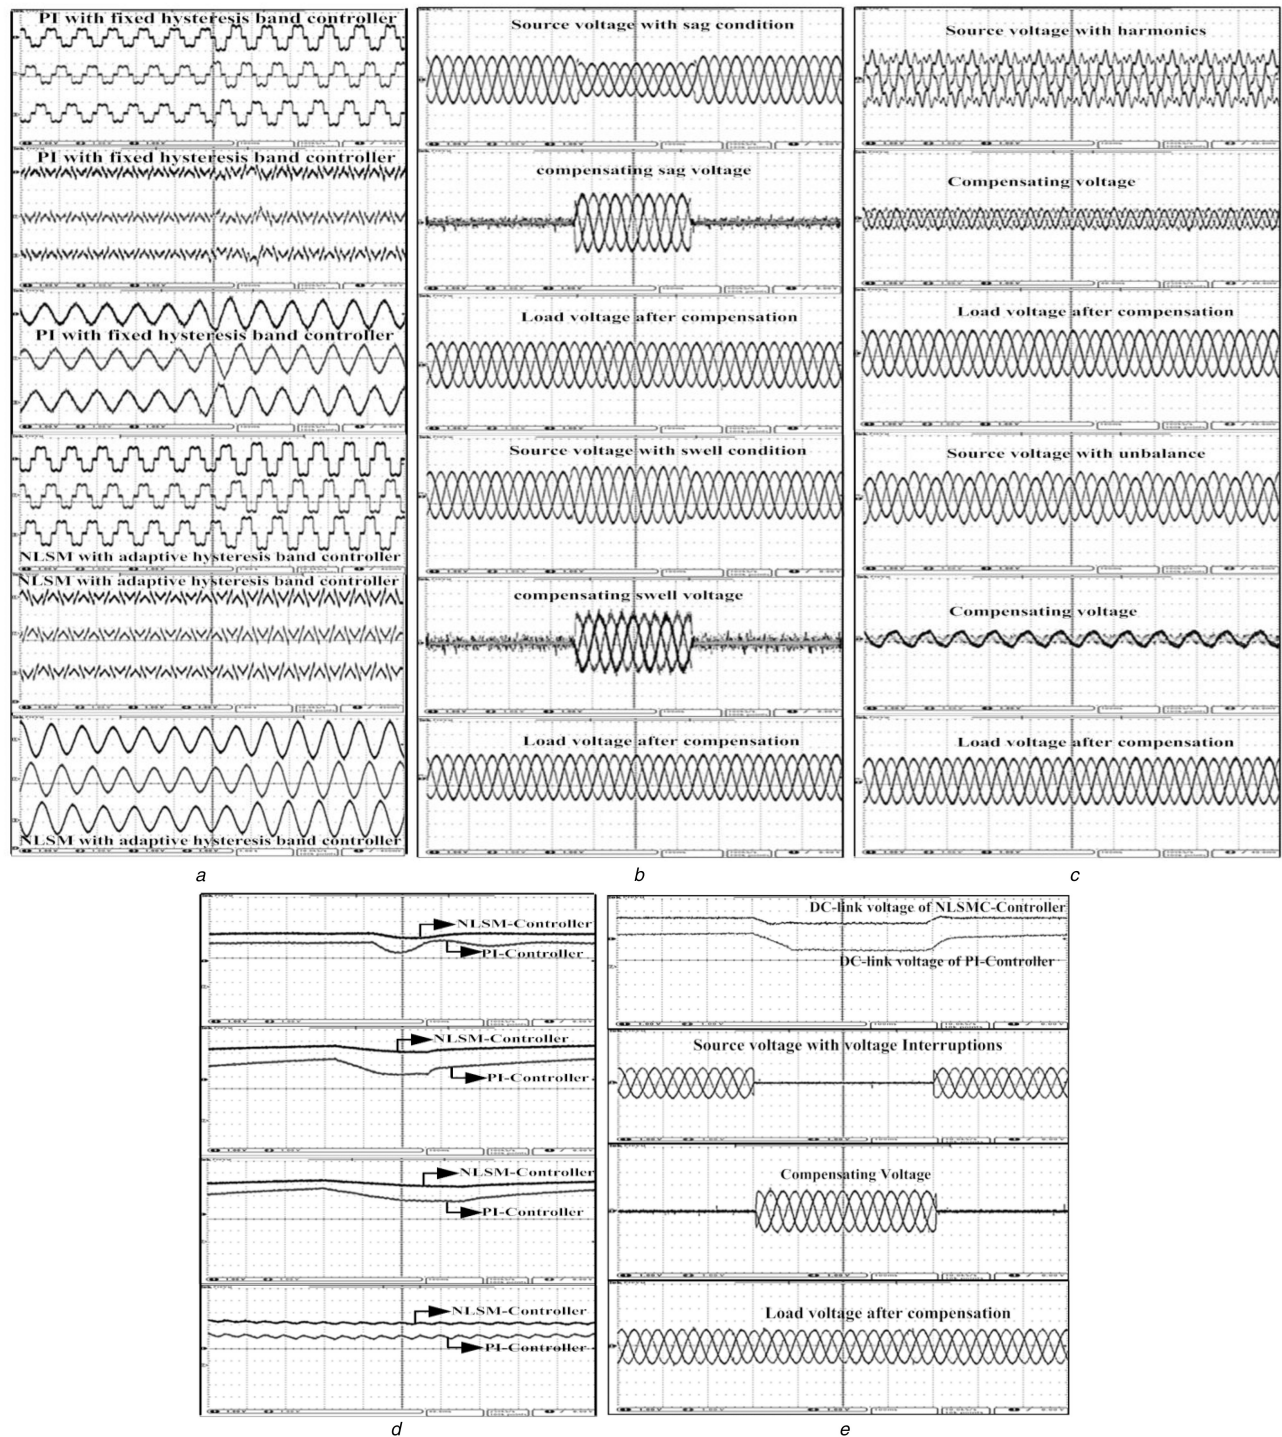 PI with fixed hysteresis band controller
PI with fixed hysteresis band controller
PI with fixed hysteresis band controller
NLSM with adaptive hysteresis band controller
NLSM with adaptive hysteresis band controller
NLSM with adaptive hysteresis band controller
a
Source voltage with sag condition
compensating sag voltage
Load voltage after compensation
Source voltage with swell condition
compensating swell voltage
Load voltage after compensation
b
Source voltage with harmonics
Compensating voltage
Load voltage after compensation
Source voltage with unbalance
Compensating voltage
Load voltage after compensation
c
NLSM-Controller
PI-Controller
NLSM-Controller
PI-Controller
NLSM-Controller
PI-Controller
NLSM-Controller
PI-Controller
d
DC-link voltage of NLSMC-Controller
DC-link voltage of PI-Controller
Source voltage with voltage Interruptions
Compensating Voltage
Load voltage after compensation
e